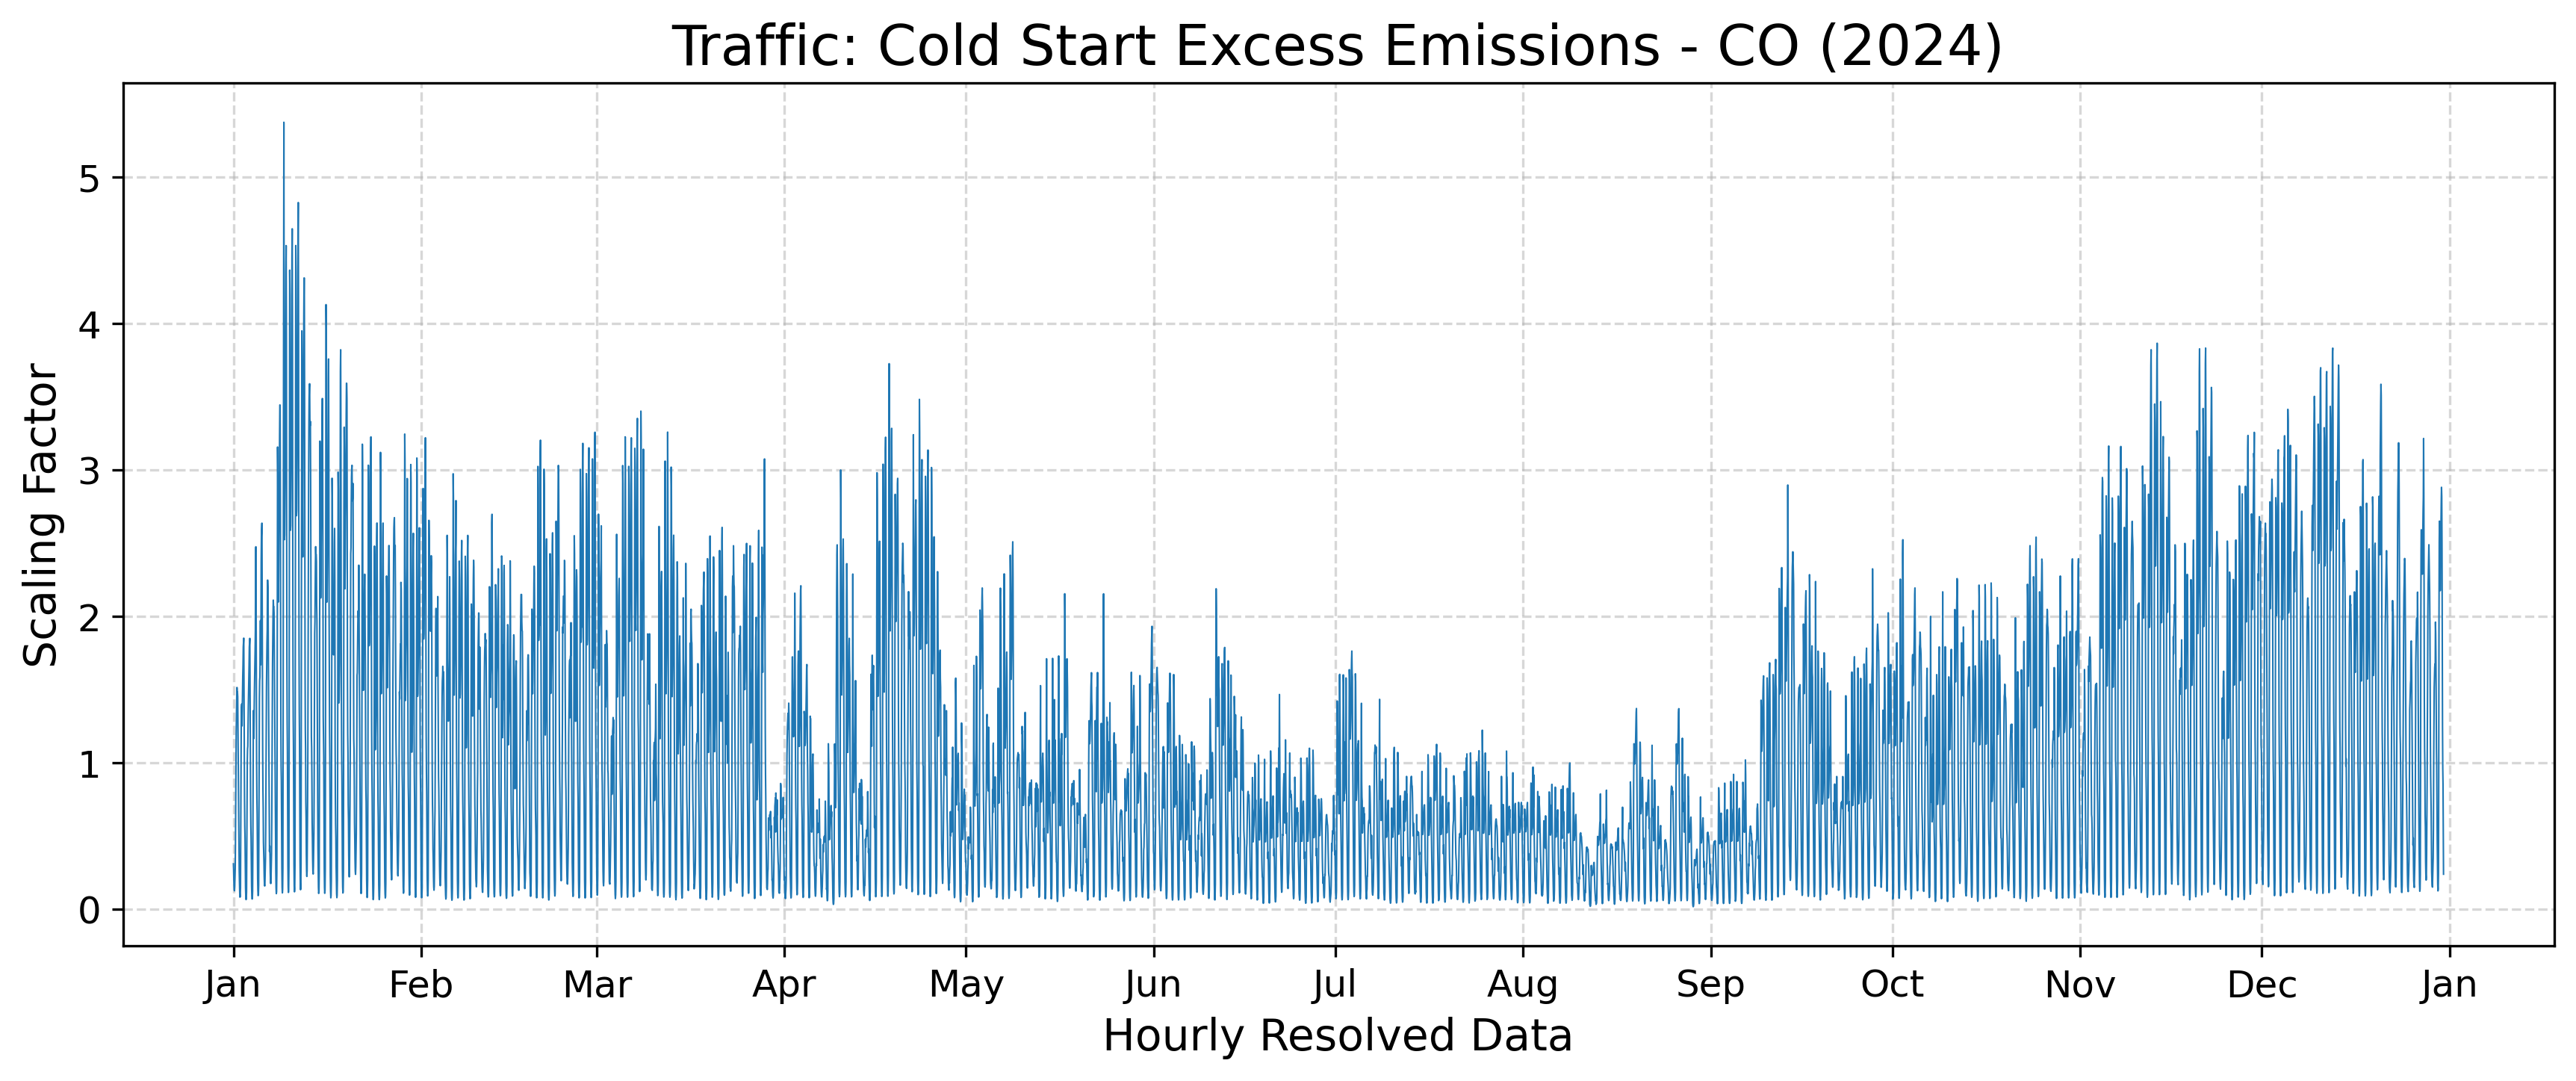 Traffic: Cold Start Excess Emissions - CO (2024)
Scaling Factor
5
4
3
2
1
0
Jan Feb Mar Apr May Jun Jul Aug Sep Oct Nov Dec Jan
Hourly Resolved Data